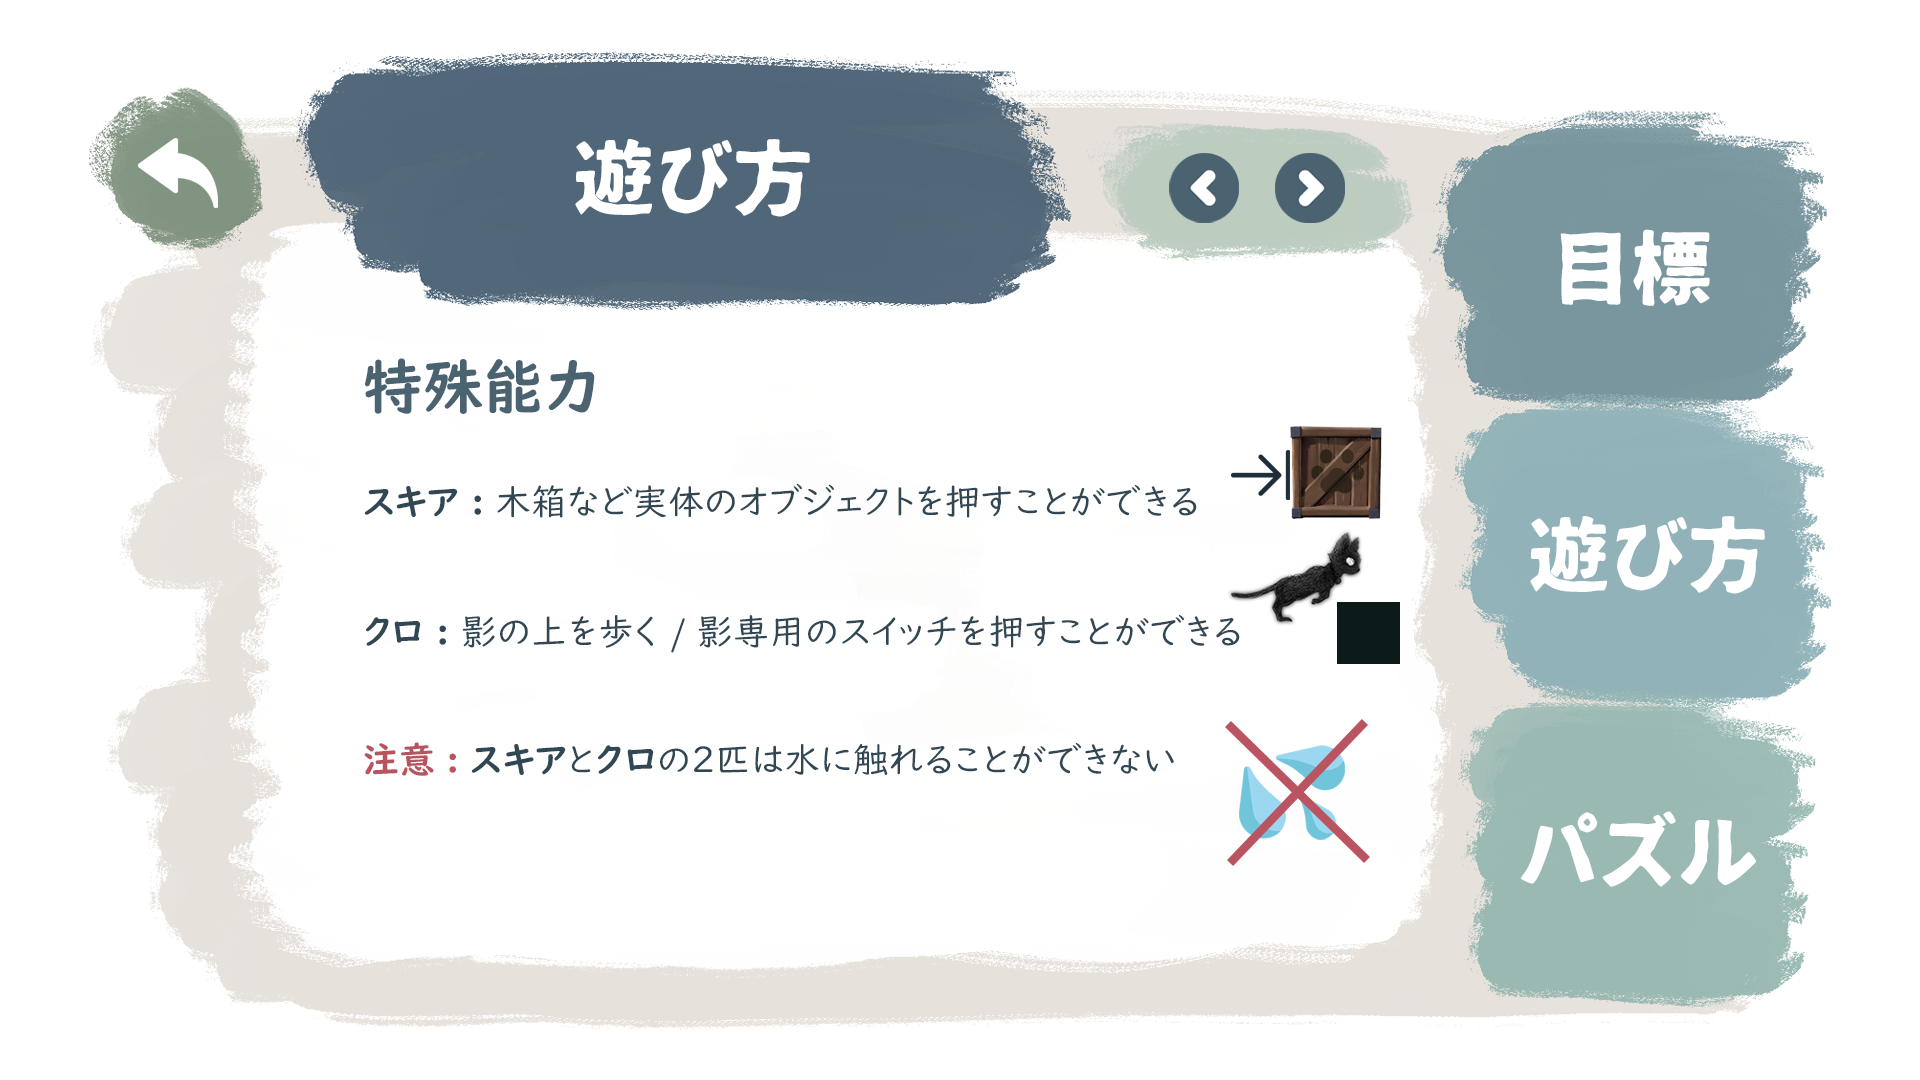 遊び方
目標
特殊能力
スキア：木箱など実体のオブジェクトを押すことができる
遊び方
クロ：影の上を歩く / 影専用のスイッチを押すことができる
注意：スキアとクロの2匹は水に触れることができない
パズル